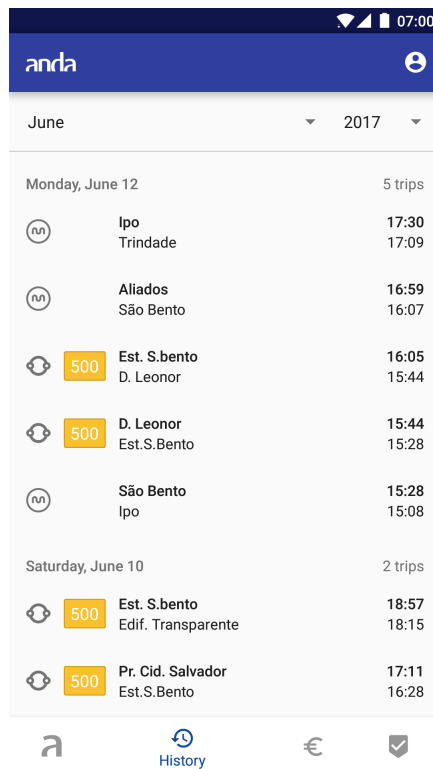 07:00
anda
June 2017
Monday, June 12 5 trips
Ipo 17:30
Trindade 17:09
Aliados 16:59
São Bento 16:07
Est. S.bento 16:05
500
D. Leonor 15:44
D. Leonor 15:44
500
Est.S.Bento 15:28
São Bento 15:28
Ipo 15:08
Saturday, June 10 2 trips
Est. S.bento 18:57
500
Edif. Transparente 18:15
Pr. Cid. Salvador 17:11
500
Est.S.Bento 16:28
a
€
History